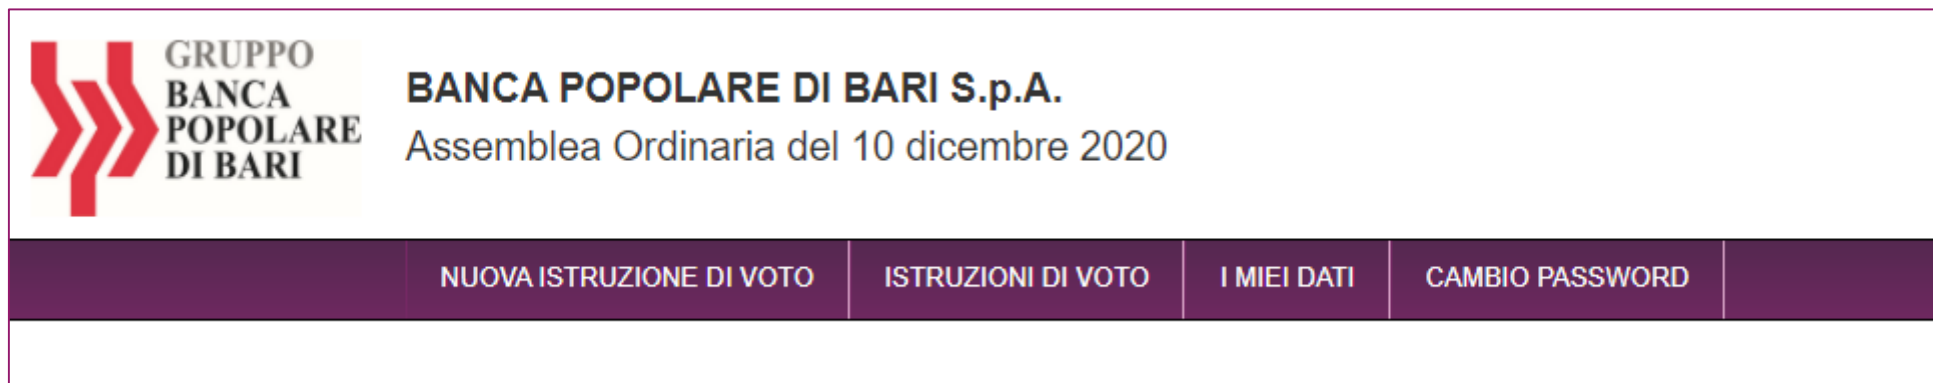 GRUPPO
BANCA
POPOLARE
DI BARI
BANCA POPOLARE DI BARI S.p.A.
Assemblea Ordinaria del 10 dicembre 2020
NUOVA ISTRUZIONE DI VOTO
ISTRUZIONI DI VOTO
I MIEI DATI
CAMBIO PASSWORD